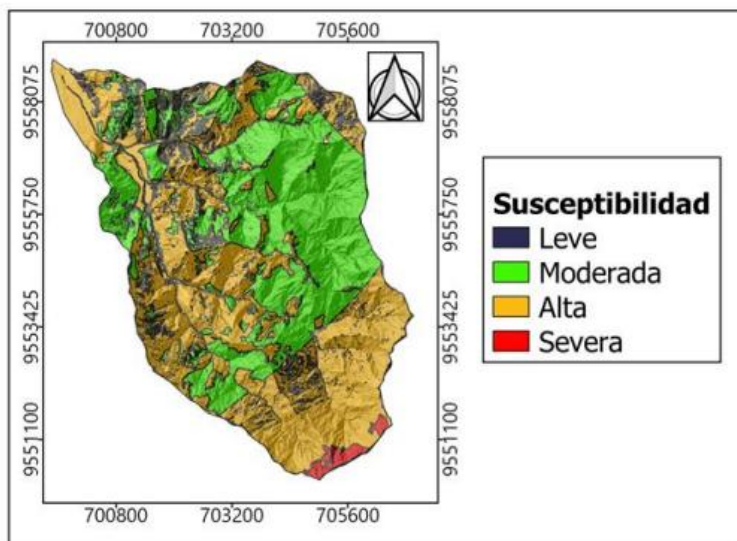 700800 703200 705600
9558075 9558075
9555750 9555750
9553425 9553425
9551100 9551100
700800 703200 705600
Susceptibilidad
Leve
Moderada
Alta
Severa